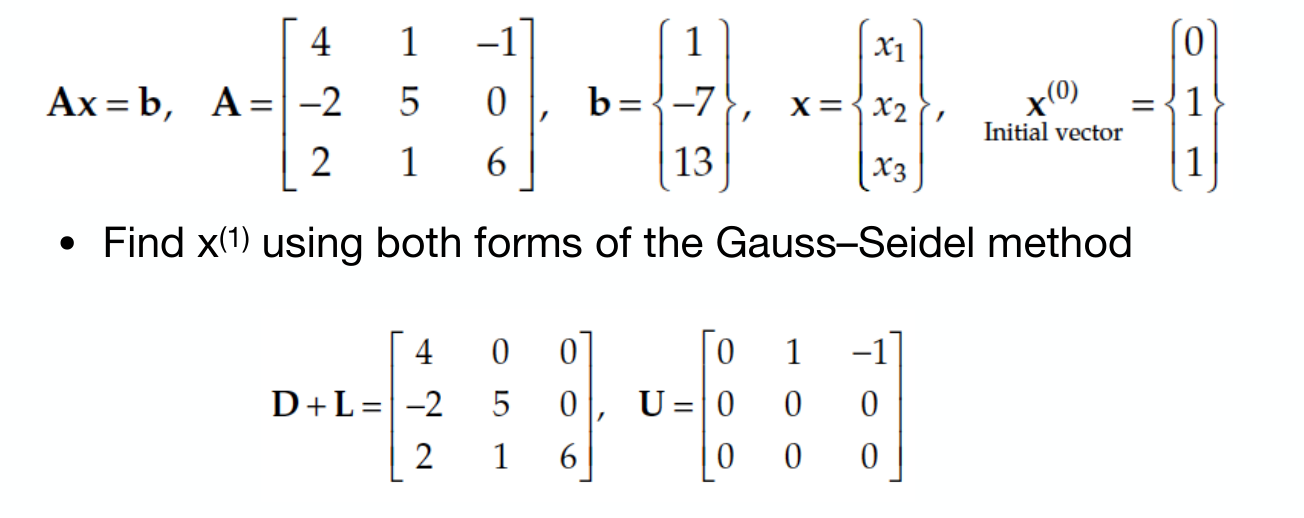 Ax = b, A = [4 1 −1; −2 5 0; 2 1 6], b = {1; −7; 13}, x = {x₁; x₂; x₃}, x⁽⁰⁾ Initial vector = {0; 1; 1}
• Find x⁽¹⁾ using both forms of the Gauss–Seidel method
D + L = [4 0 0; −2 5 0; 2 1 6], U = [0 1 −1; 0 0 0; 0 0 0]